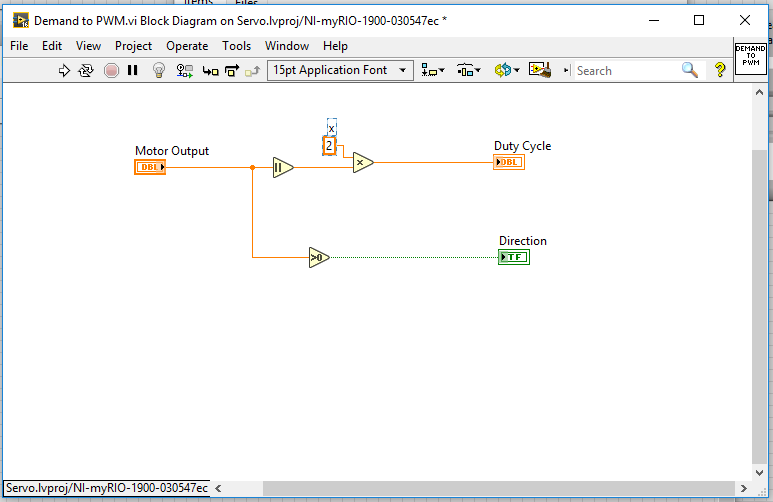 Items Files
Demand to PWM.vi Block Diagram on Servo.lvproj/NI-myRIO-1900-030547ec *
File Edit View Project Operate Tools Window Help
DEMAND
TO
PWM
15pt Application Font
Search
?
x
2
Motor Output
DBL
×
Duty Cycle
DBL
Direction
>0
TF
Servo.lvproj/NI-myRIO-1900-030547ec